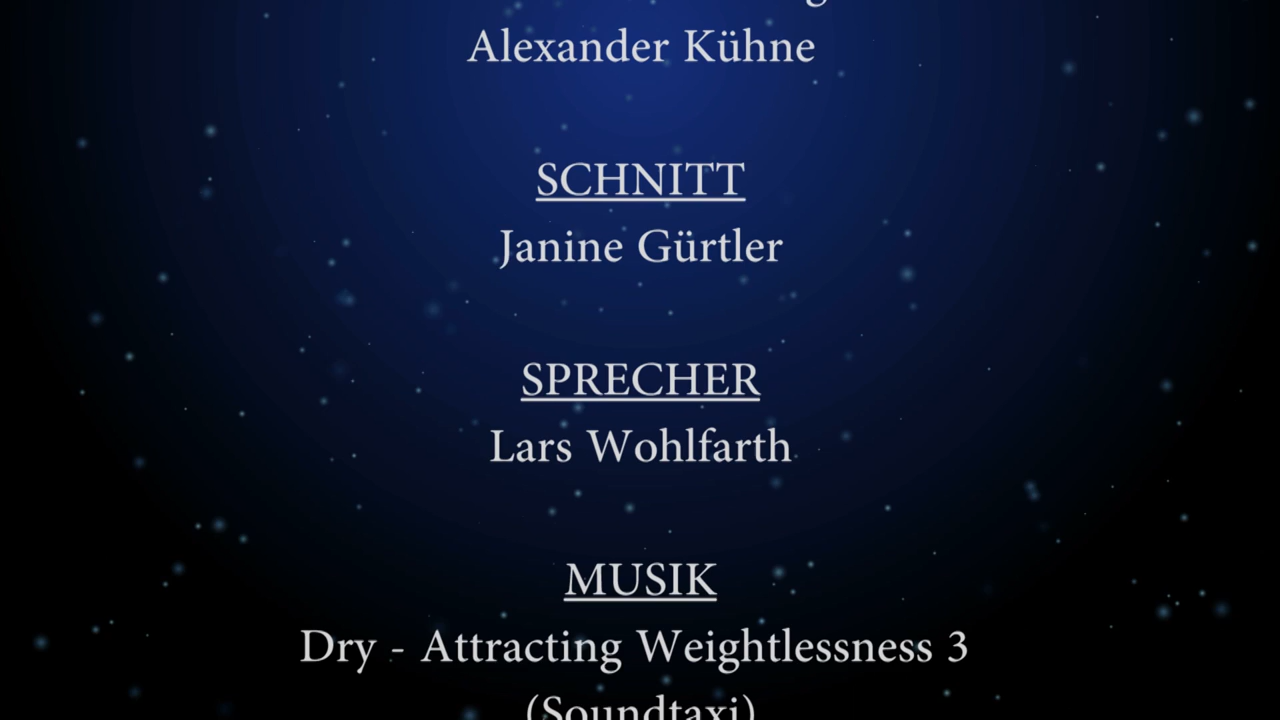 Alexander Kühne
SCHNITT
Janine Gürtler
SPRECHER
Lars Wohlfarth
MUSIK
Dry - Attracting Weightlessness 3
(Soundtaxi)